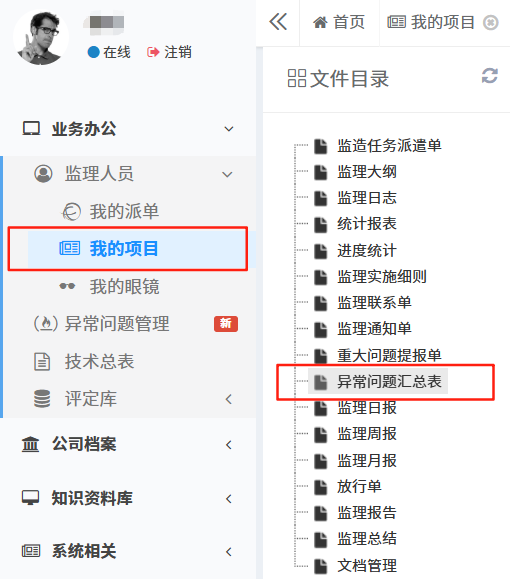 在线 注销
业务办公
监理人员
我的派单
我的项目
我的眼镜
异常问题管理 新
技术总表
评定库
公司档案
知识资料库
系统相关
首页 我的项目
文件目录
监造任务派遣单
监理大纲
监理日志
统计报表
进度统计
监理实施细则
监理联系单
监理通知单
重大问题提报单
异常问题汇总表
监理日报
监理周报
监理月报
放行单
监理报告
监理总结
文档管理